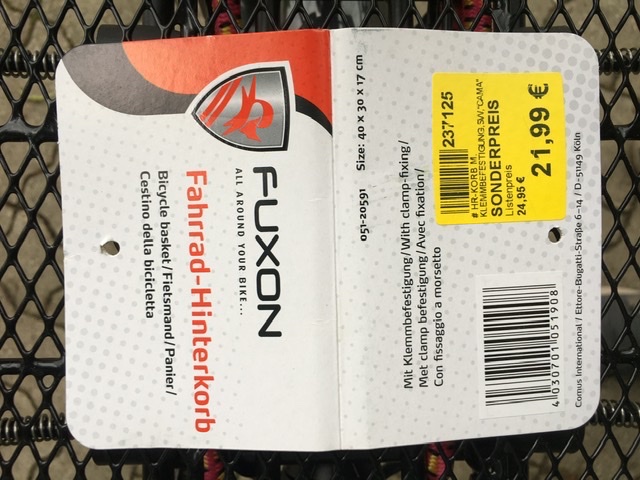 FUXON
ALL AROUND YOUR BIKE...
Fahrrad-Hinterkorb
Bicycle basket/Fietsmand/Panier/
Cestino della bicicletta
051-20591 Size: 40 x 30 x 17 cm
Mit Klemmbefestigung/With clamp-fixing/
Met clamp befestigung/Avec fixation/
Con fissaggio a morsetto
237125
# HR-KORB M.
KLEMMBEFESTIGUNG,SW,"CAMA"
SONDERPREIS
Listenpreis
24,95 €
21,99 €
4 030701 051908
Comus International / Ettore-Bugatti-Straße 6-14 / D-51149 Köln